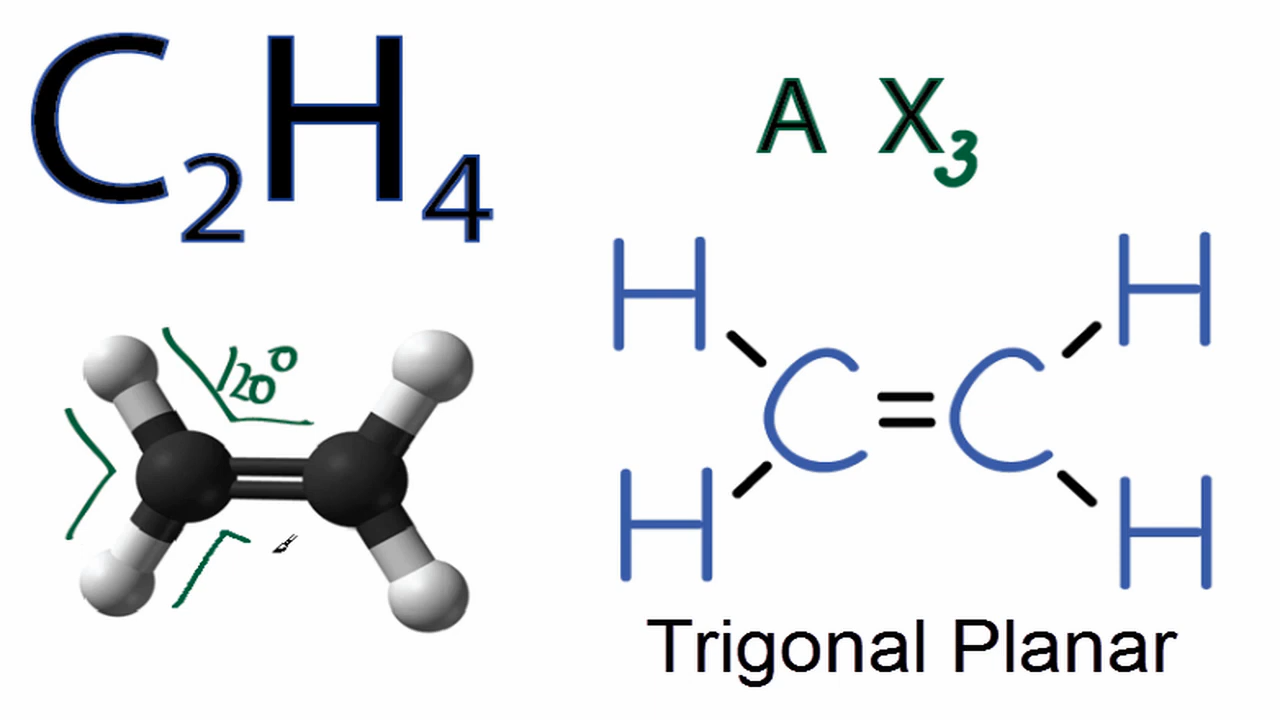 C2H4
A X3
120°
H H
C = C
H H
Trigonal Planar